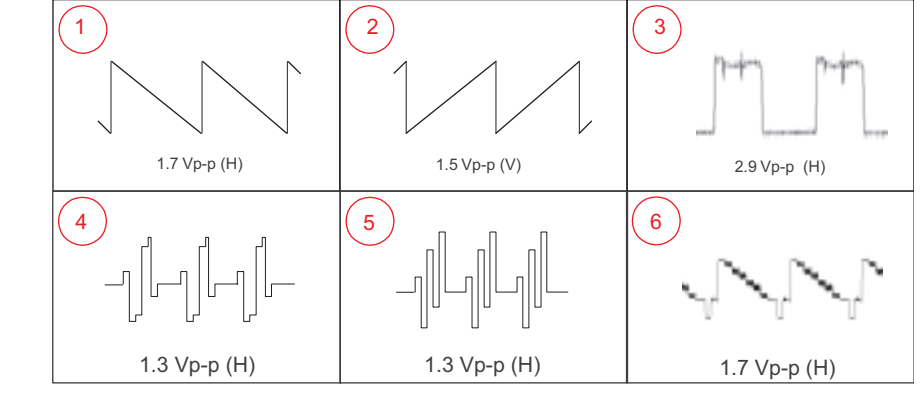 1
2
3
1.7 Vp-p (H)
1.5 Vp-p (V)
2.9 Vp-p (H)
4
5
6
1.3 Vp-p (H)
1.3 Vp-p (H)
1.7 Vp-p (H)